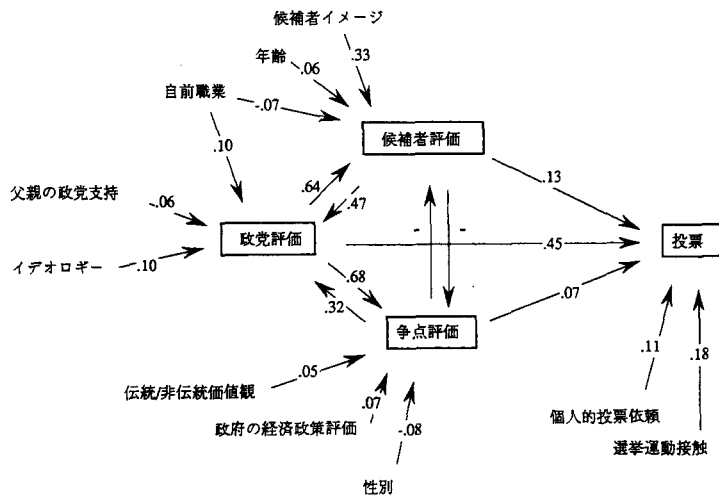 候補者イメージ
.33
年齢
.06
自前職業
-.07
.10
候補者評価
.64
.47
.13
父親の政党支持
-.06
政党評価
イデオロギー
.10
- -
.45
投票
.68
.32
.07
争点評価
.05
伝統/非伝統価値観
.07
-.08
政府の経済政策評価
性別
.11
.18
個人的投票依頼
選挙運動接触